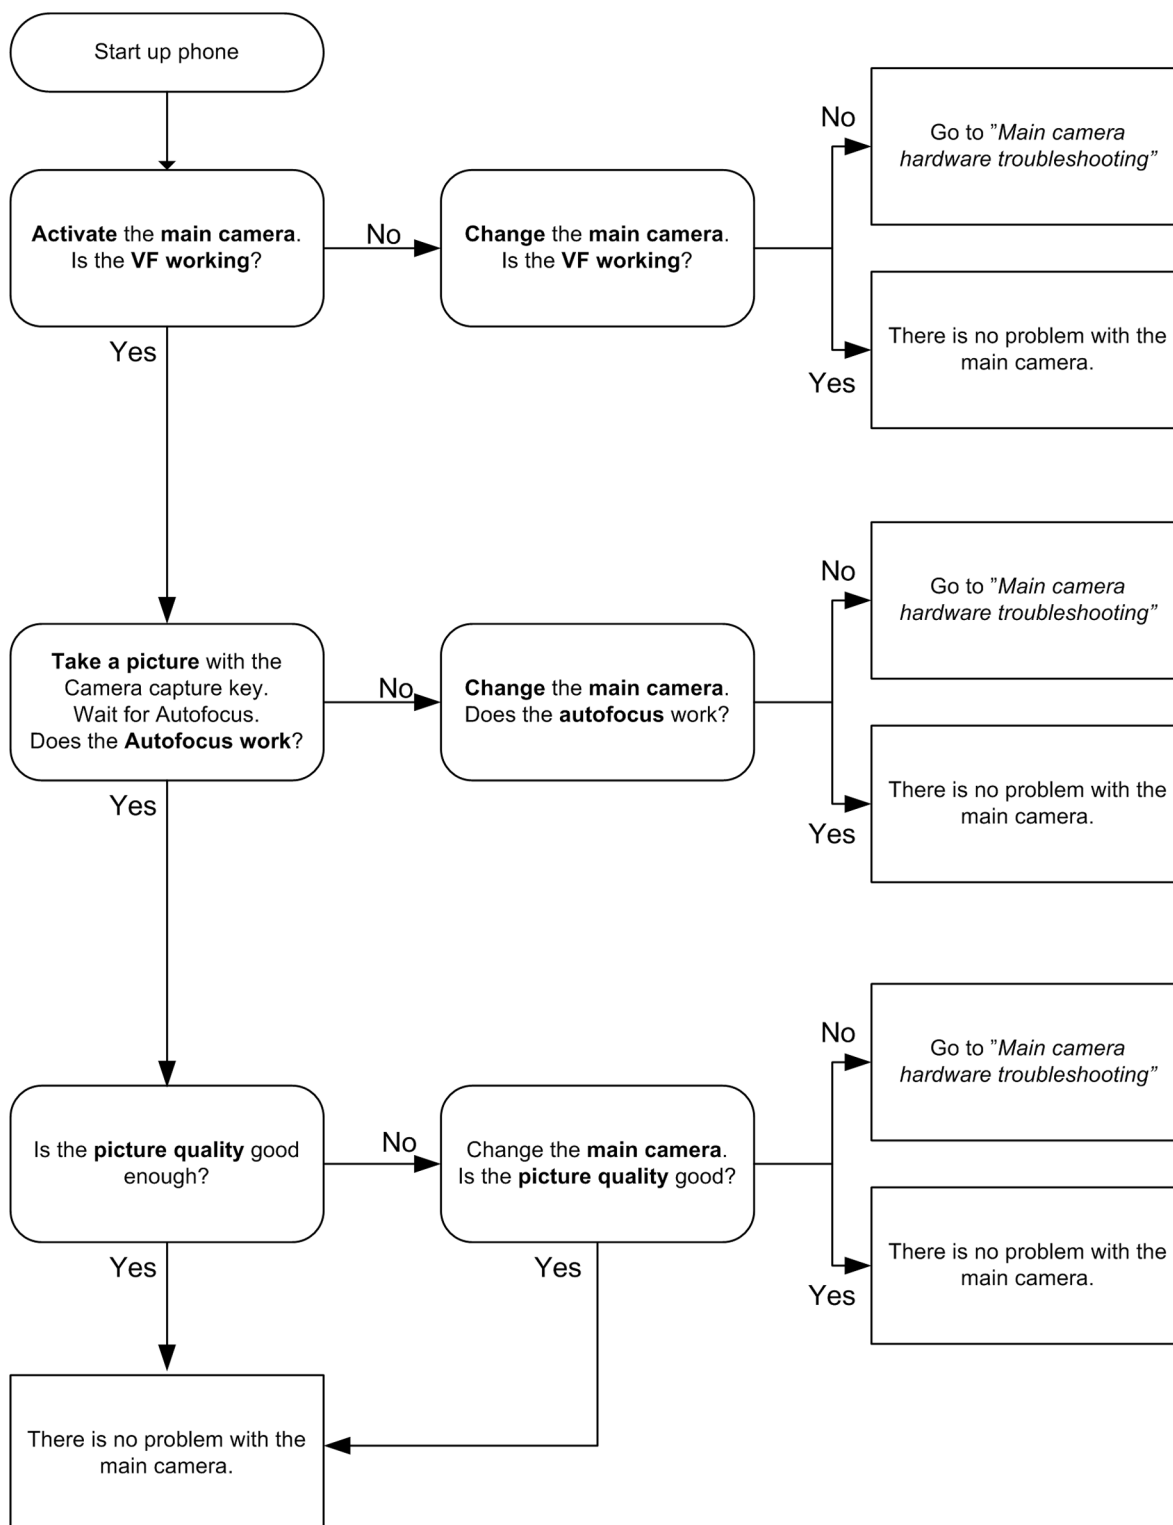 Start up phone
Activate the main camera.
Is the VF working?
No
Change the main camera.
Is the VF working?
No
Go to ”Main camera
hardware troubleshooting”
Yes
There is no problem with the
main camera.
Yes
Take a picture with the
Camera capture key.
Wait for Autofocus.
Does the Autofocus work?
No
Change the main camera.
Does the autofocus work?
No
Go to ”Main camera
hardware troubleshooting”
Yes
There is no problem with the
main camera.
Yes
Is the picture quality good
enough?
No
Change the main camera.
Is the picture quality good?
No
Go to ”Main camera
hardware troubleshooting”
Yes
There is no problem with the
main camera.
Yes
Yes
There is no problem with the
main camera.